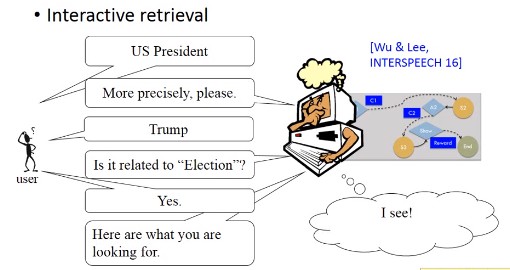 • Interactive retrieval
US President
[Wu & Lee,
INTERSPEECH 16]
More precisely, please.
C1
C2
Trump
Show
Reward
End
Is it related to “Election”?
user
Yes.
I see!
Here are what you are
looking for.